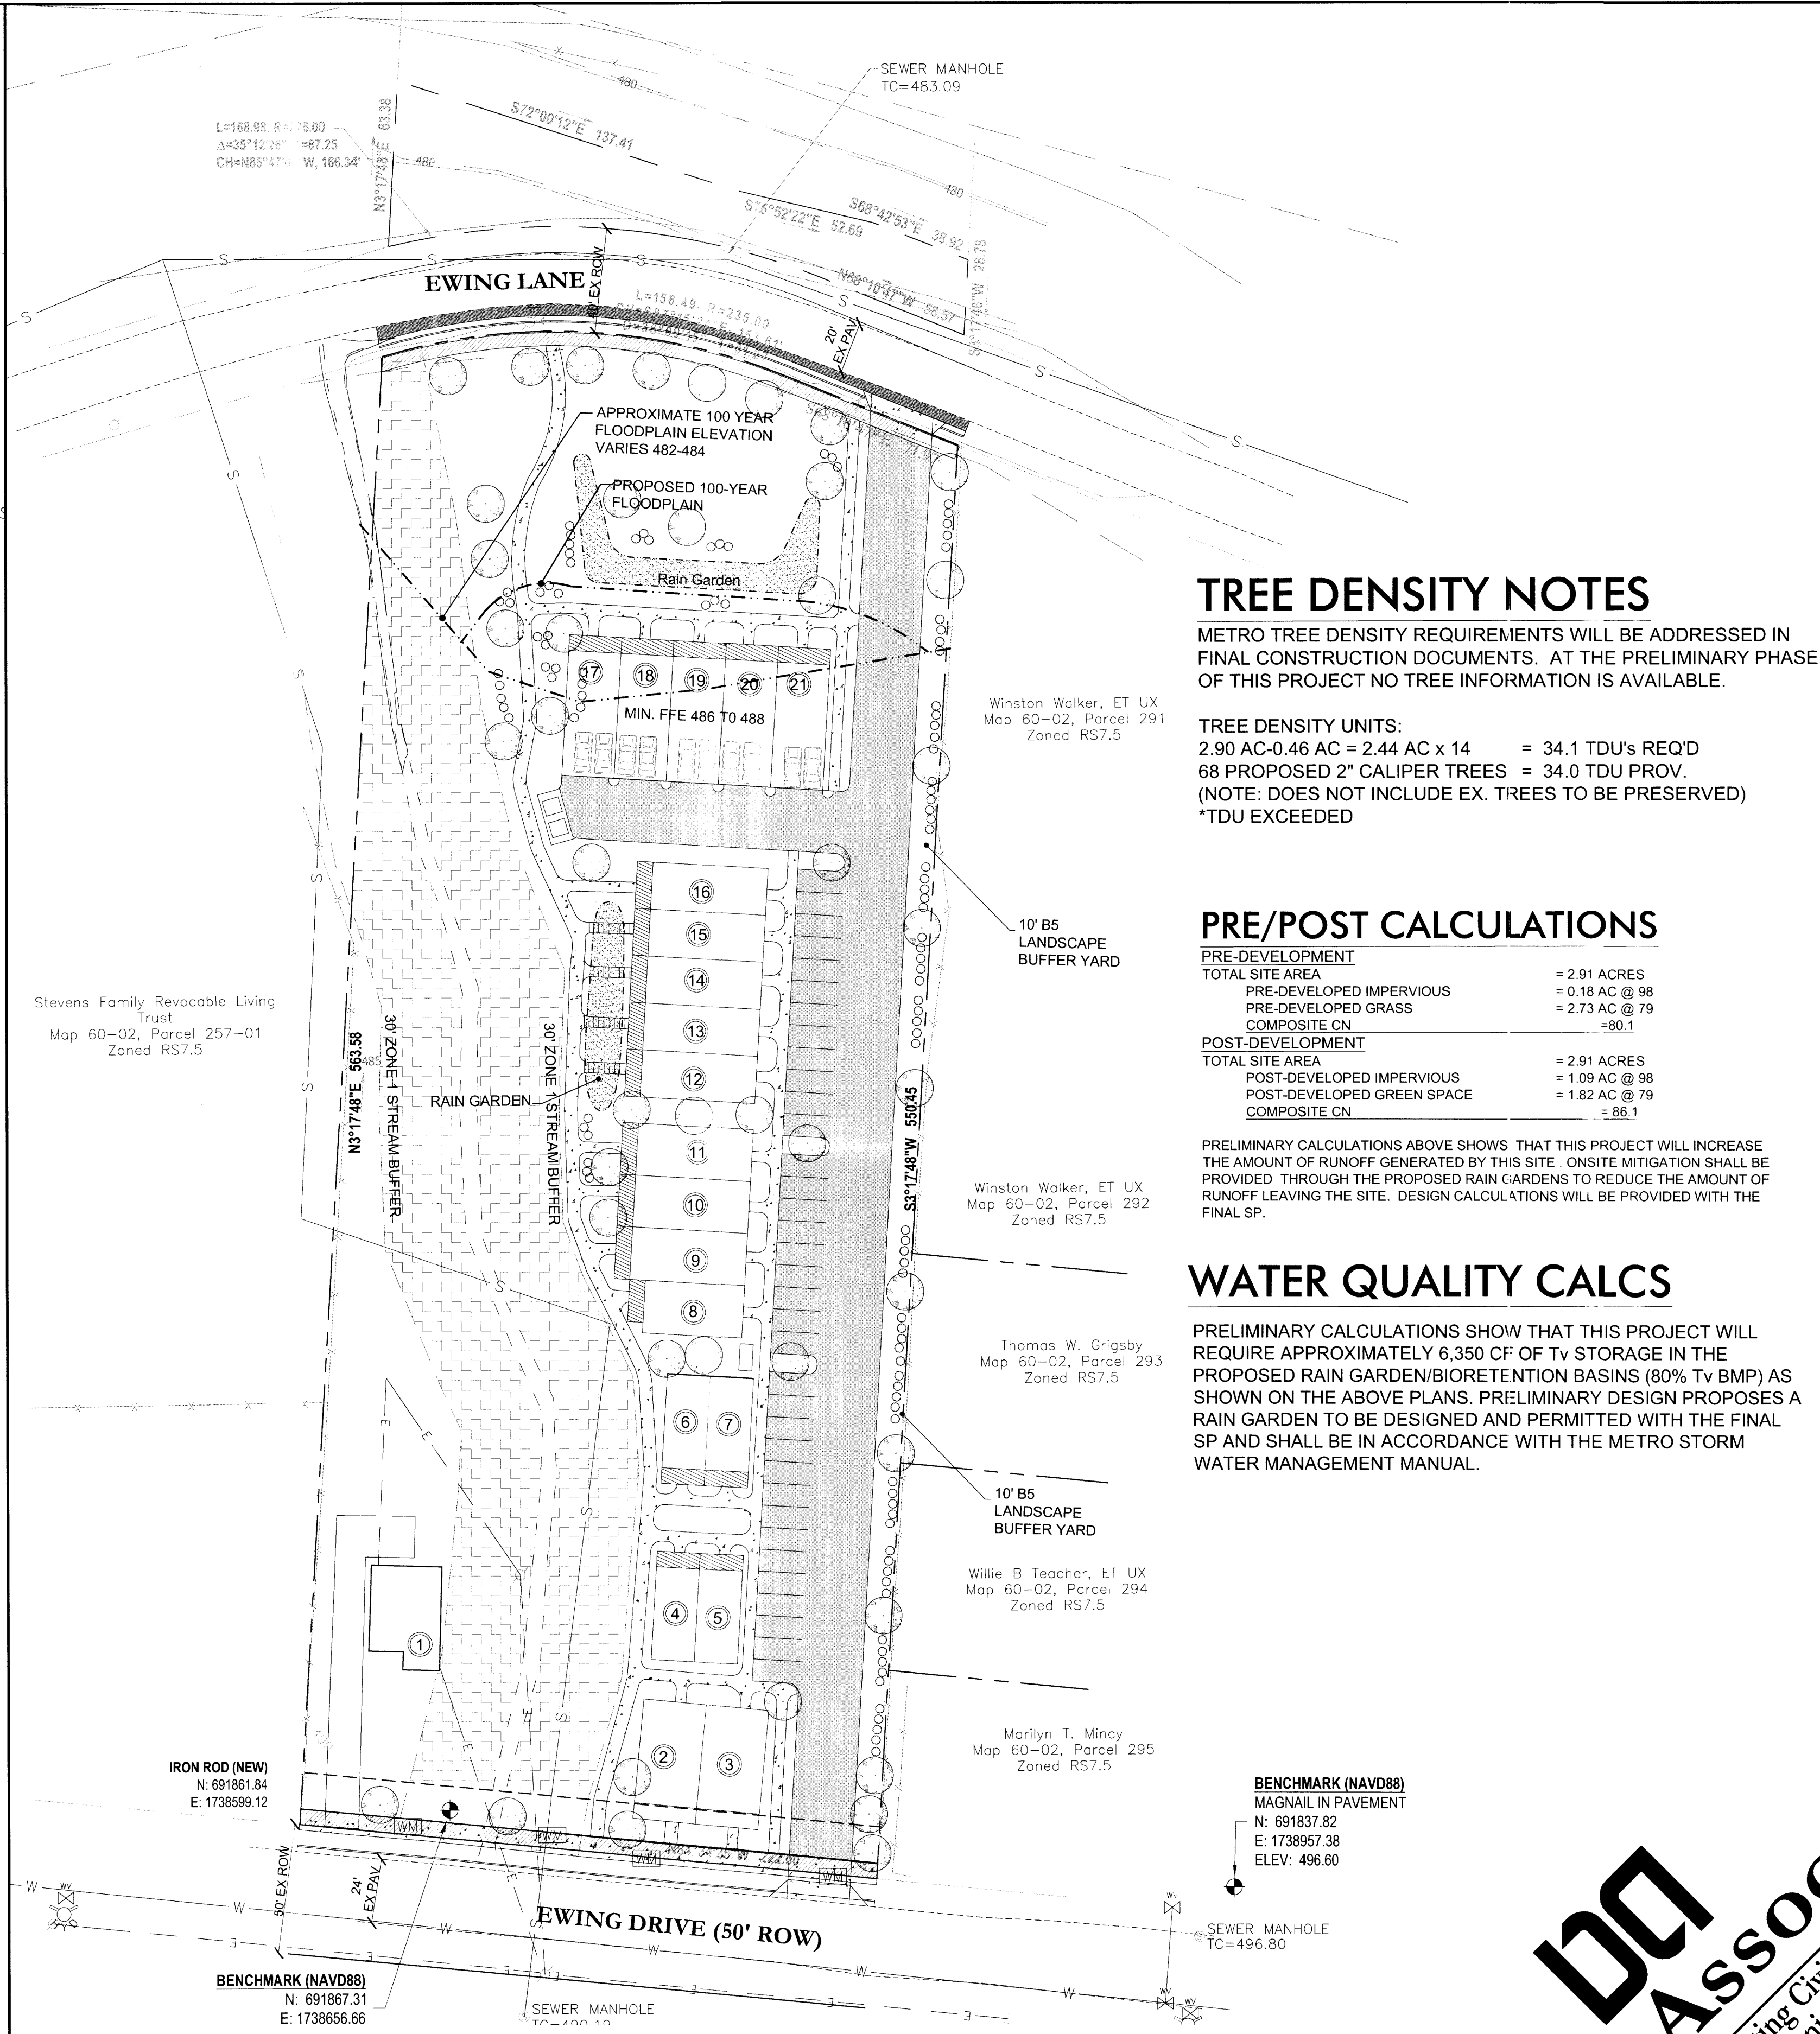 SEWER MANHOLE
TC=483.09
S72°00'12"E 137.41
480
480
480
L=168.98
CH=N85°47' "W, 166.34'
N3°17'48"E 63.38
52.69
S68°42'53"E 38.92
N68°10'47"W 58.57
S3°17'48"W 28.78
EWING LANE
40' EX ROW
L=156.49, R=235.00
20'
EX PAV
APPROXIMATE 100 YEAR
FLOODPLAIN ELEVATION
VARIES 482-484
PROPOSED 100-YEAR
FLOODPLAIN
Rain Garden
17
18
19
20
21
MIN. FFE 486 T0 488
16
15
14
13
12
11
10
9
8
6
7
4
5
1
2
3
RAIN GARDEN
30' ZONE 1 STREAM BUFFER
30' ZONE 1 STREAM BUFFER
N3°17'48"E 563.58
485
S3°17'48"W 550.45
Stevens Family Revocable Living
Trust
Map 60-02, Parcel 257-01
Zoned RS7.5
Winston Walker, ET UX
Map 60-02, Parcel 291
Zoned RS7.5
10' B5
LANDSCAPE
BUFFER YARD
Winston Walker, ET UX
Map 60-02, Parcel 292
Zoned RS7.5
Thomas W. Grigsby
Map 60-02, Parcel 293
Zoned RS7.5
10' B5
LANDSCAPE
BUFFER YARD
Willie B Teacher, ET UX
Map 60-02, Parcel 294
Zoned RS7.5
Marilyn T. Mincy
Map 60-02, Parcel 295
Zoned RS7.5
IRON ROD (NEW)
N: 691861.84
E: 1738599.12
WM
WM
WM
WM
50' EX ROW
24'
EX PAV
EWING DRIVE (50' ROW)
BENCHMARK (NAVD88)
N: 691867.31
E: 1738656.66
SEWER MANHOLE
TC=490.19
SEWER MANHOLE
TC=496.80
BENCHMARK (NAVD88)
MAGNAIL IN PAVEMENT
N: 691837.82
E: 1738957.38
ELEV: 496.60
TREE DENSITY NOTES
METRO TREE DENSITY REQUIREMENTS WILL BE ADDRESSED IN
FINAL CONSTRUCTION DOCUMENTS. AT THE PRELIMINARY PHASE
OF THIS PROJECT NO TREE INFORMATION IS AVAILABLE.
TREE DENSITY UNITS:
2.90 AC-0.46 AC = 2.44 AC x 14 = 34.1 TDU's REQ'D
68 PROPOSED 2" CALIPER TREES = 34.0 TDU PROV.
(NOTE: DOES NOT INCLUDE EX. TREES TO BE PRESERVED)
*TDU EXCEEDED
PRE/POST CALCULATIONS
PRE-DEVELOPMENT
TOTAL SITE AREA = 2.91 ACRES
PRE-DEVELOPED IMPERVIOUS = 0.18 AC @ 98
PRE-DEVELOPED GRASS = 2.73 AC @ 79
COMPOSITE CN =80.1
POST-DEVELOPMENT
TOTAL SITE AREA = 2.91 ACRES
POST-DEVELOPED IMPERVIOUS = 1.09 AC @ 98
POST-DEVELOPED GREEN SPACE = 1.82 AC @ 79
COMPOSITE CN = 86.1
PRELIMINARY CALCULATIONS ABOVE SHOWS THAT THIS PROJECT WILL INCREASE
THE AMOUNT OF RUNOFF GENERATED BY THIS SITE . ONSITE MITIGATION SHALL BE
PROVIDED THROUGH THE PROPOSED RAIN GARDENS TO REDUCE THE AMOUNT OF
RUNOFF LEAVING THE SITE. DESIGN CALCULATIONS WILL BE PROVIDED WITH THE
FINAL SP.
WATER QUALITY CALCS
PRELIMINARY CALCULATIONS SHOW THAT THIS PROJECT WILL
REQUIRE APPROXIMATELY 6,350 CF OF Tv STORAGE IN THE
PROPOSED RAIN GARDEN/BIORETENTION BASINS (80% Tv BMP) AS
SHOWN ON THE ABOVE PLANS. PRELIMINARY DESIGN PROPOSES A
RAIN GARDEN TO BE DESIGNED AND PERMITTED WITH THE FINAL
SP AND SHALL BE IN ACCORDANCE WITH THE METRO STORM
WATER MANAGEMENT MANUAL.